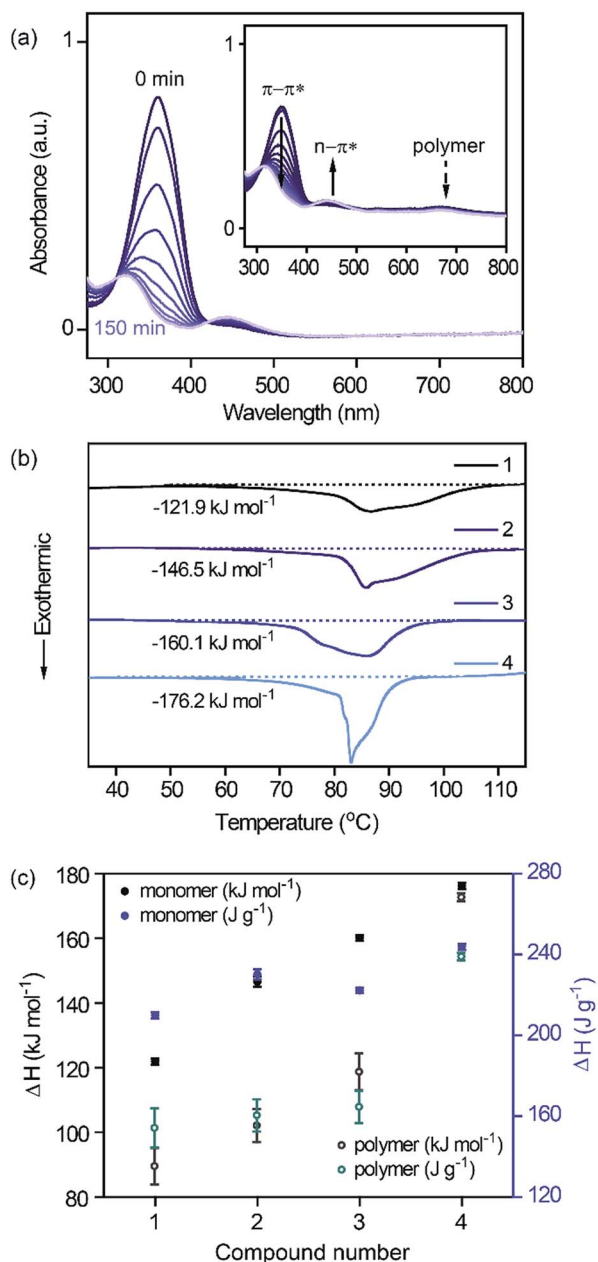 (a)
1
0 min
Absorbance (a.u.)
0
150 min
300 400 500 600 700 800
Wavelength (nm)
1
π–π*
n–π*
polymer
0
300 400 500 600 700 800
(b)
1
-121.9 kJ mol⁻¹
2
-146.5 kJ mol⁻¹
3
-160.1 kJ mol⁻¹
4
-176.2 kJ mol⁻¹
Exothermic
40 50 60 70 80 90 100 110
Temperature (°C)
(c)
180
160
140
120
100
80
ΔH (kJ mol⁻¹)
monomer (kJ mol⁻¹)
monomer (J g⁻¹)
polymer (kJ mol⁻¹)
polymer (J g⁻¹)
280
240
200
160
120
ΔH (J g⁻¹)
1 2 3 4
Compound number